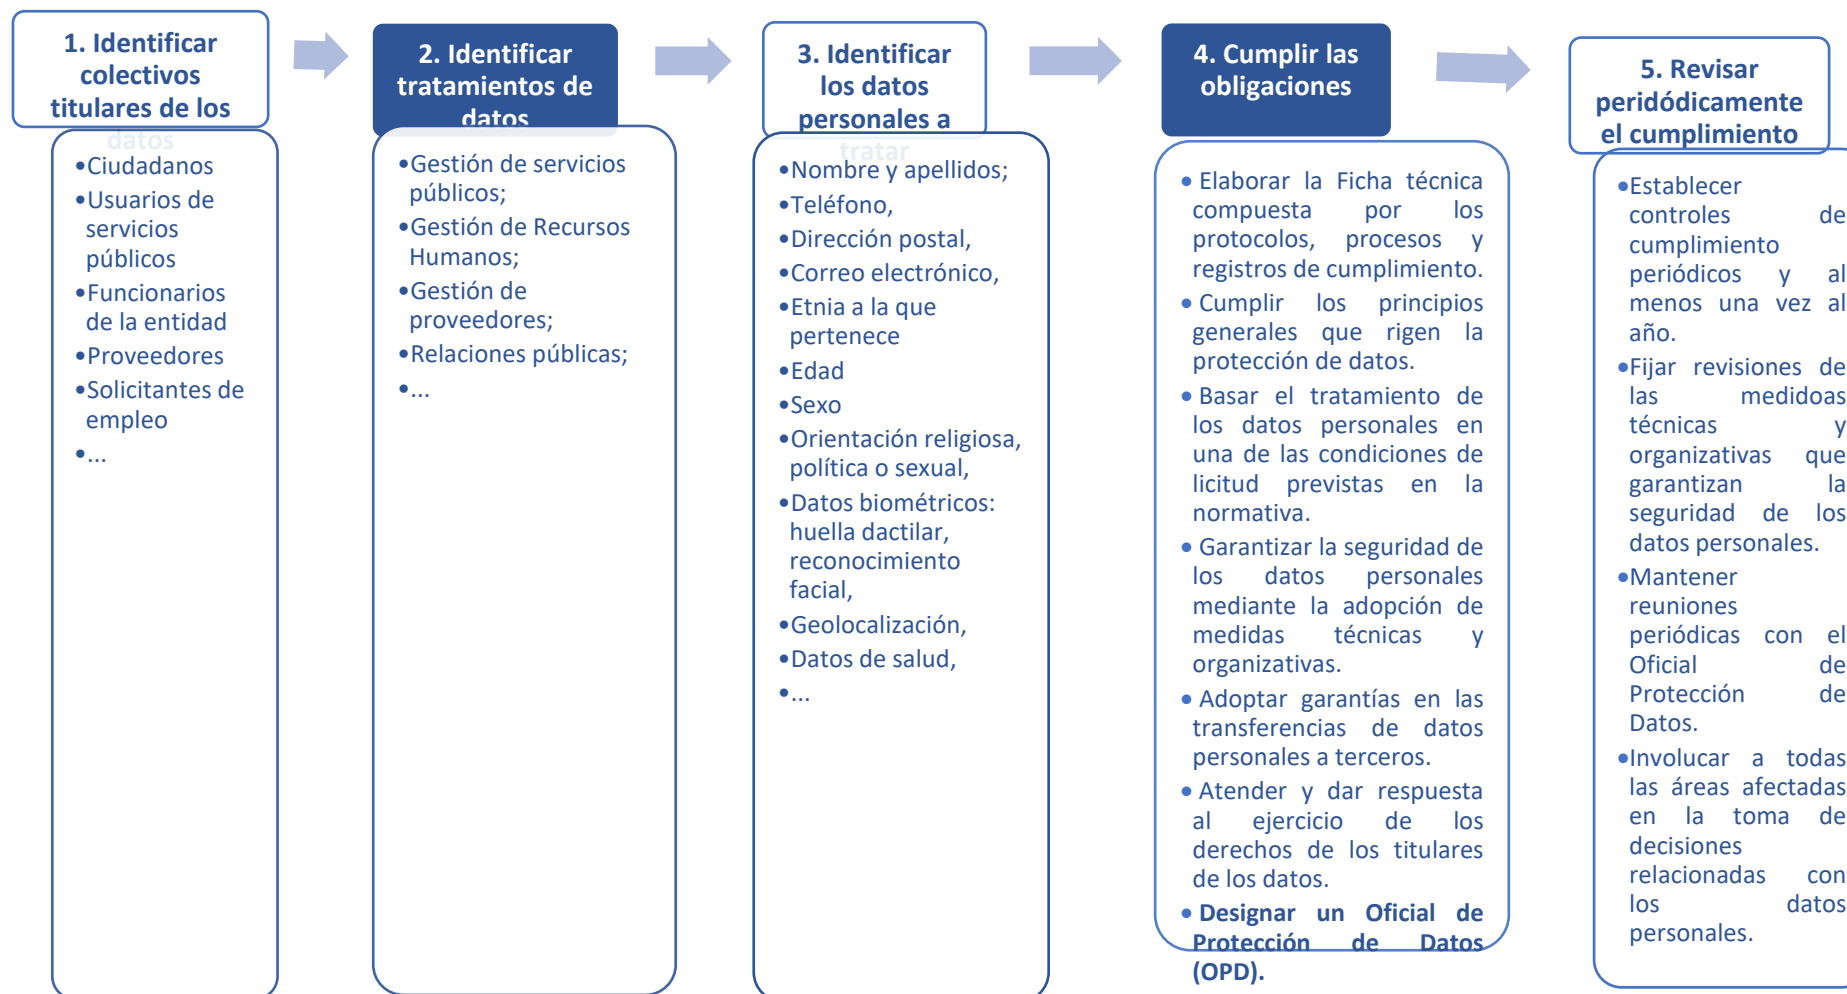 1. Identificar
colectivos
titulares de los
datos
•Ciudadanos
•Usuarios de
servicios
públicos
•Funcionarios
de la entidad
•Proveedores
•Solicitantes de
empleo
•...
2. Identificar
tratamientos de
datos
•Gestión de servicios
públicos;
•Gestión de Recursos
Humanos;
•Gestión de
proveedores;
•Relaciones públicas;
•...
3. Identificar
los datos
personales a
tratar
•Nombre y apellidos;
•Teléfono,
•Dirección postal,
•Correo electrónico,
•Etnia a la que
pertenece
•Edad
•Sexo
•Orientación religiosa,
política o sexual,
•Datos biométricos:
huella dactilar,
reconocimiento
facial,
•Geolocalización,
•Datos de salud,
•...
4. Cumplir las
obligaciones
• Elaborar la Ficha técnica
compuesta por los
protocolos, procesos y
registros de cumplimiento.
• Cumplir los principios
generales que rigen la
protección de datos.
• Basar el tratamiento de
los datos personales en
una de las condiciones de
licitud previstas en la
normativa.
• Garantizar la seguridad de
los datos personales
mediante la adopción de
medidas técnicas y
organizativas.
• Adoptar garantías en las
transferencias de datos
personales a terceros.
• Atender y dar respuesta
al ejercicio de los
derechos de los titulares
de los datos.
• Designar un Oficial de
Protección de Datos
(OPD).
5. Revisar
peridódicamente
el cumplimiento
•Establecer
controles de
cumplimiento
periódicos y al
menos una vez al
año.
•Fijar revisiones de
las medidoas
técnicas y
organizativas que
garantizan la
seguridad de los
datos personales.
•Mantener
reuniones
periódicas con el
Oficial de
Protección de
Datos.
•Involucar a todas
las áreas afectadas
en la toma de
decisiones
relacionadas con
los datos
personales.